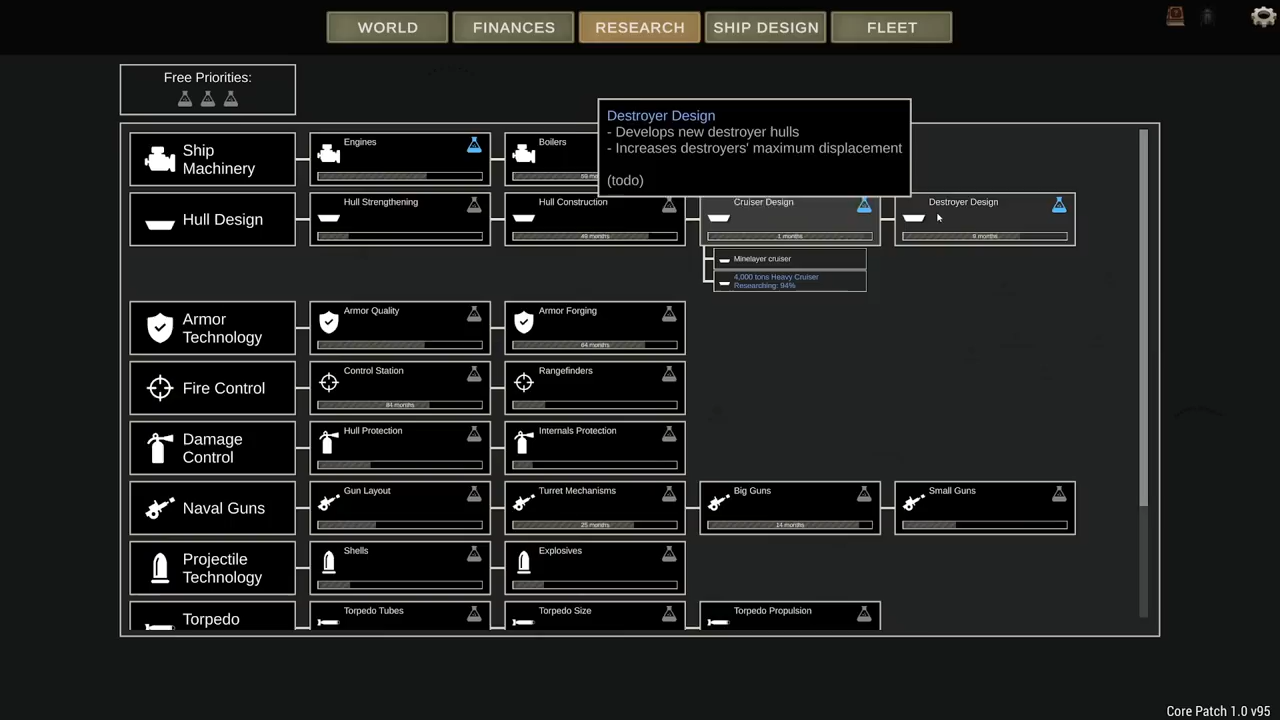 WORLD
FINANCES
RESEARCH
SHIP DESIGN
FLEET
Free Priorities:
Destroyer Design
- Develops new destroyer hulls
- Increases destroyers' maximum displacement
(todo)
Ship
Machinery
Engines
Boilers
Hull Design
Hull Strengthening
Hull Construction
49 months
Cruiser Design
1 months
Destroyer Design
8 months
Minelayer cruiser
4,000 tons Heavy Cruiser
Researching: 94%
Armor
Technology
Armor Quality
Armor Forging
64 months
Fire Control
Control Station
84 months
Rangefinders
Damage
Control
Hull Protection
Internals Protection
Naval Guns
Gun Layout
Turret Mechanisms
25 months
Big Guns
14 months
Small Guns
Projectile
Technology
Shells
Explosives
Torpedo
Torpedo Tubes
Torpedo Size
Torpedo Propulsion
Core Patch 1.0 v95